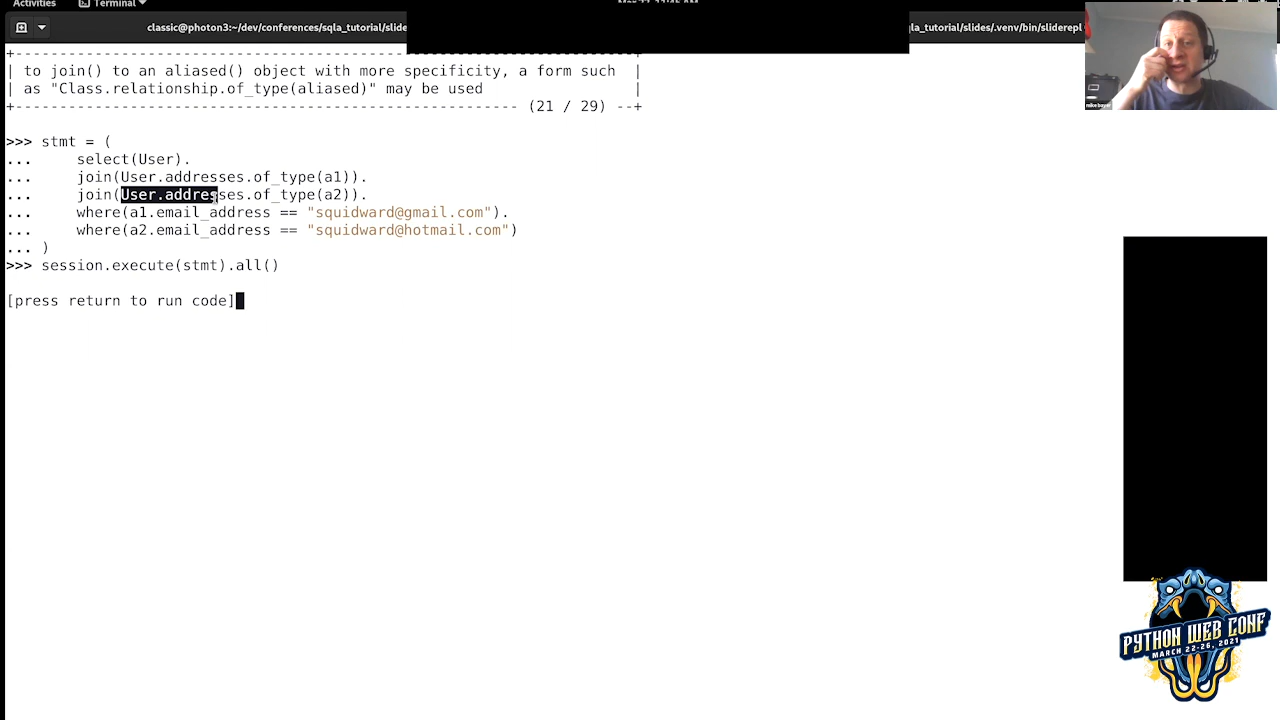 Activities Terminal
classic@photon3:~/dev/conferences/sqla_tutorial/slide
la_tutorial/slides/.venv/bin/sliderepl
+-----------------------------------------------------------------------+
| to join() to an aliased() object with more specificity, a form such |
| as "Class.relationship.of_type(aliased)" may be used |
+--------------------------------------------------------- (21 / 29) --+
>>> stmt = (
... select(User).
... join(User.addresses.of_type(a1)).
... join(User.addresses.of_type(a2)).
... where(a1.email_address == "squidward@gmail.com").
... where(a2.email_address == "squidward@hotmail.com")
... )
>>> session.execute(stmt).all()
[press return to run code]
mike bayer
PYTHON WEB CONF
MARCH 22-26, 2021